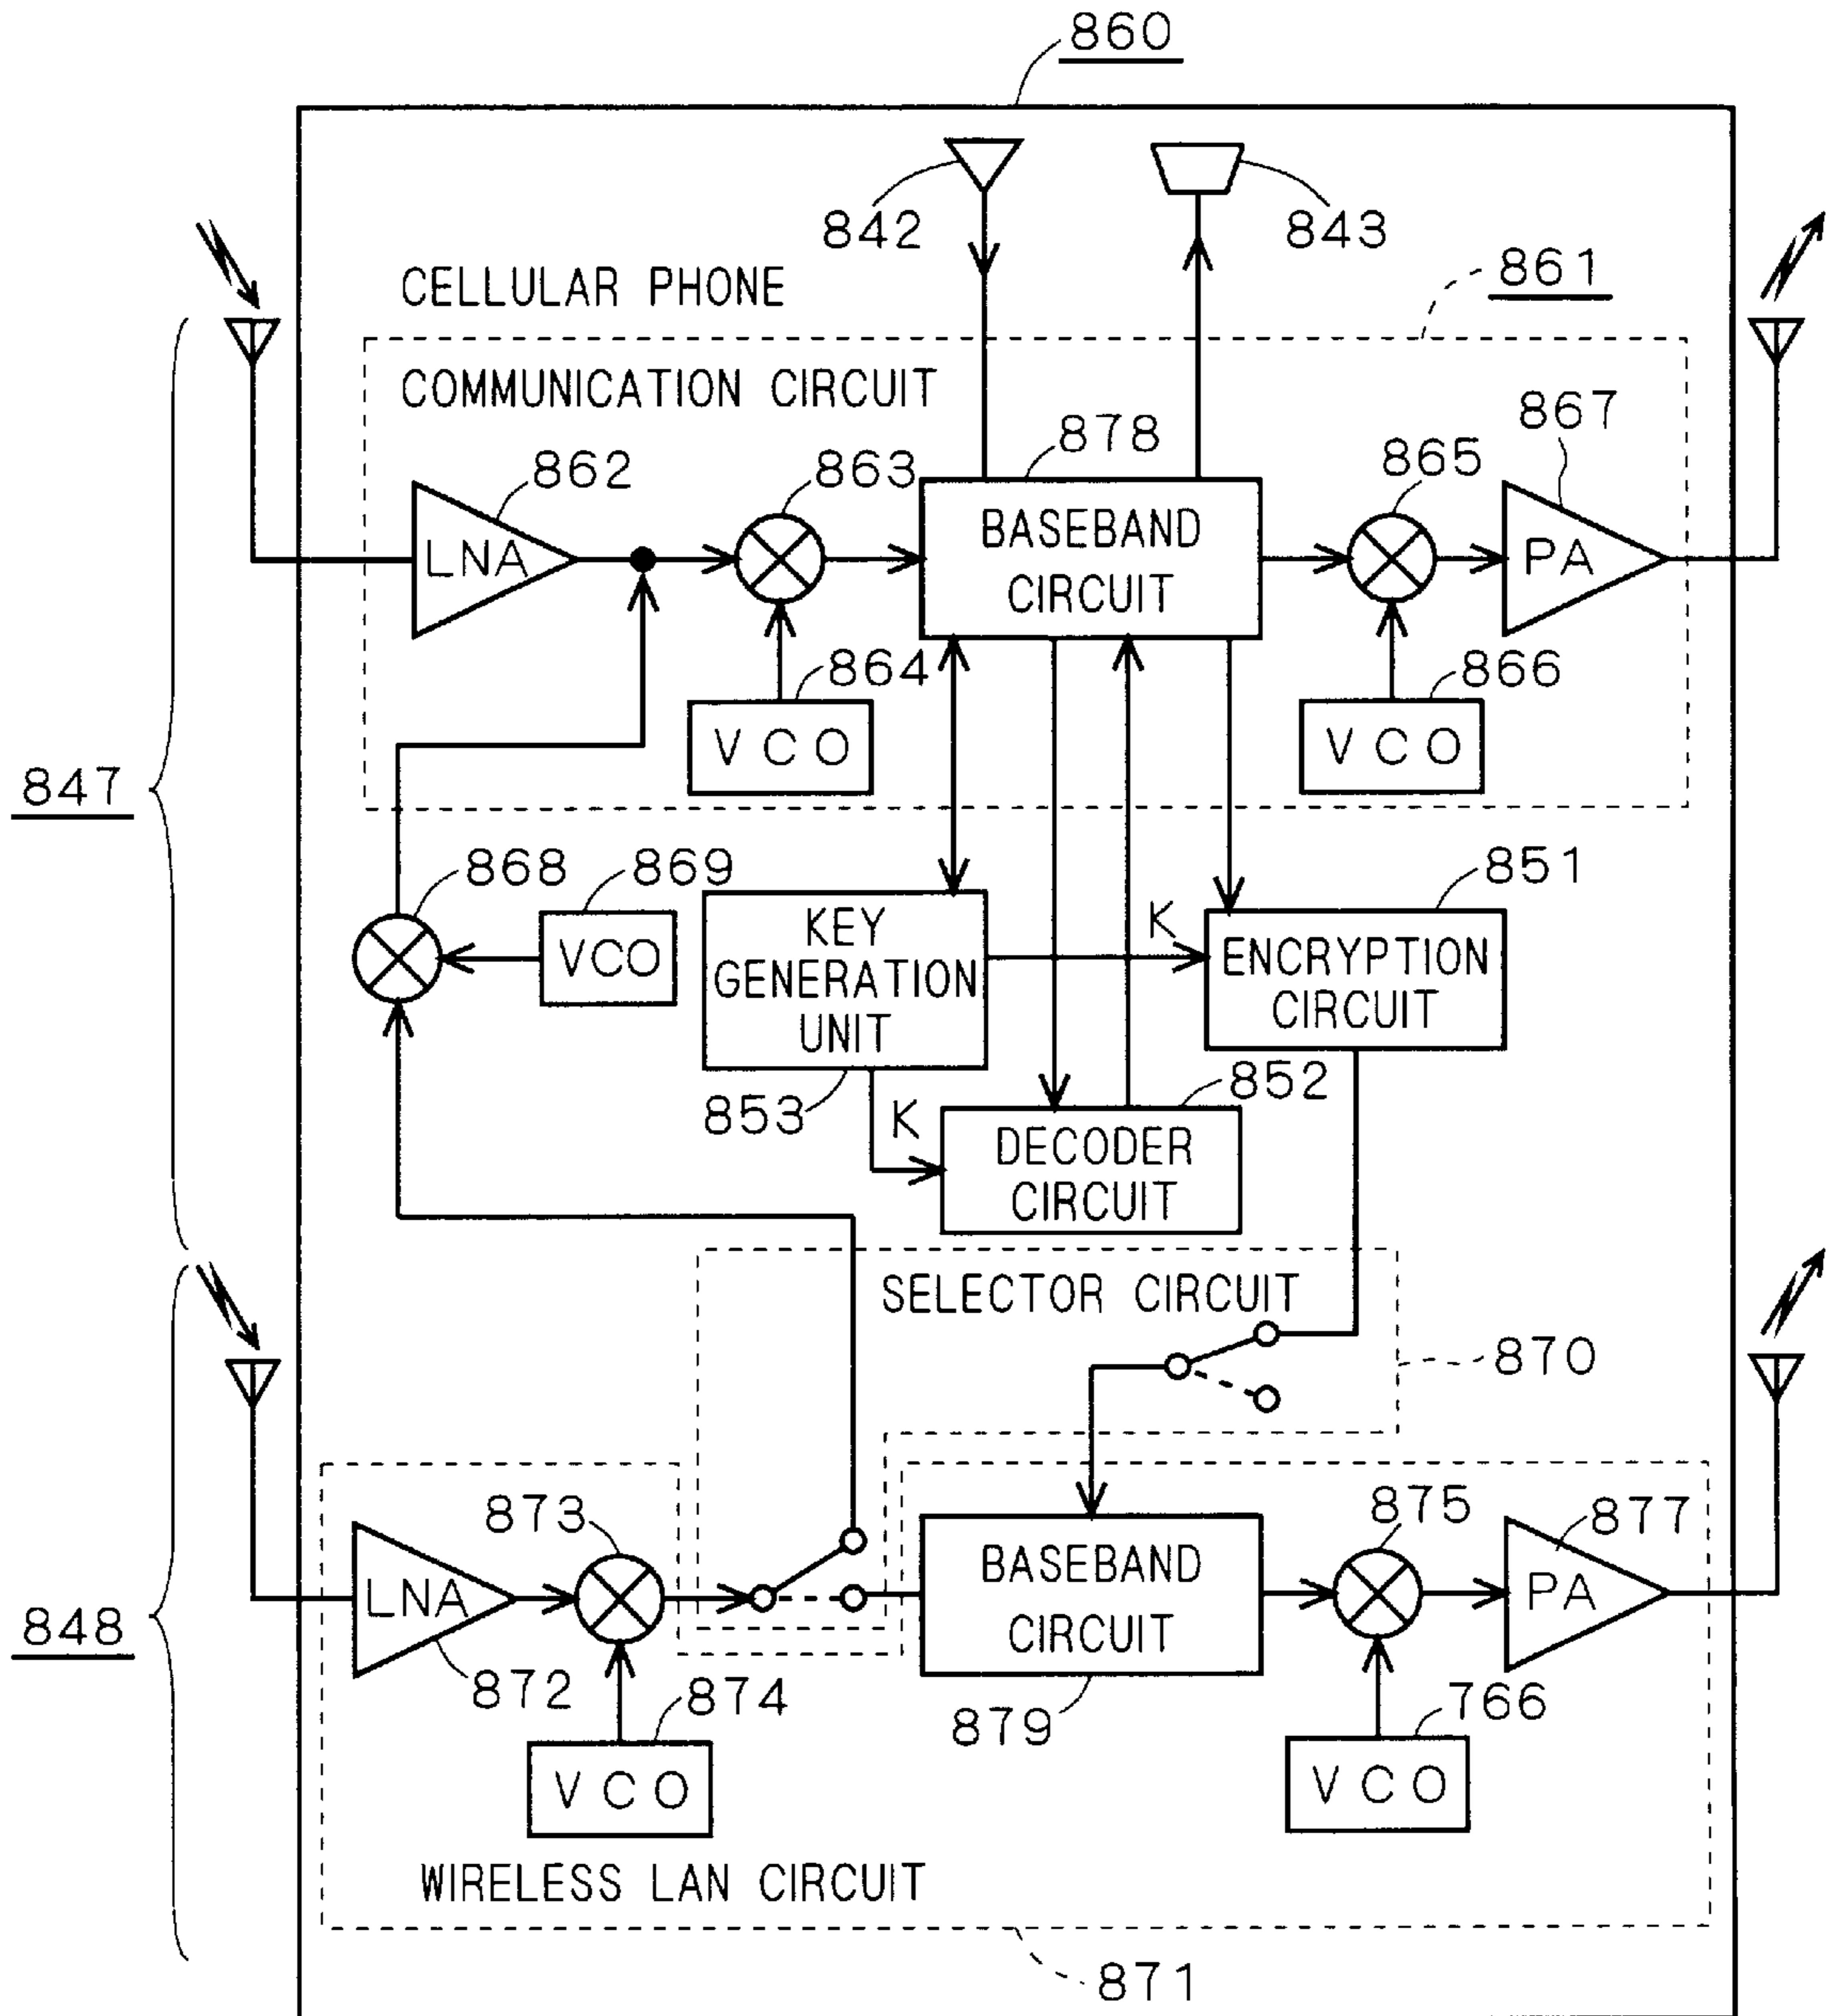 860
842
843
CELLULAR PHONE
861
COMMUNICATION CIRCUIT
862
863
878
865
867
LNA
BASEBAND
CIRCUIT
PA
864
866
VCO
VCO
847
868
869
851
VCO
KEY
GENERATION
UNIT
K
ENCRYPTION
CIRCUIT
853
K
852
DECODER
CIRCUIT
SELECTOR CIRCUIT
870
873
875
877
LNA
BASEBAND
CIRCUIT
PA
848
872
874
879
766
VCO
VCO
WIRELESS LAN CIRCUIT
871